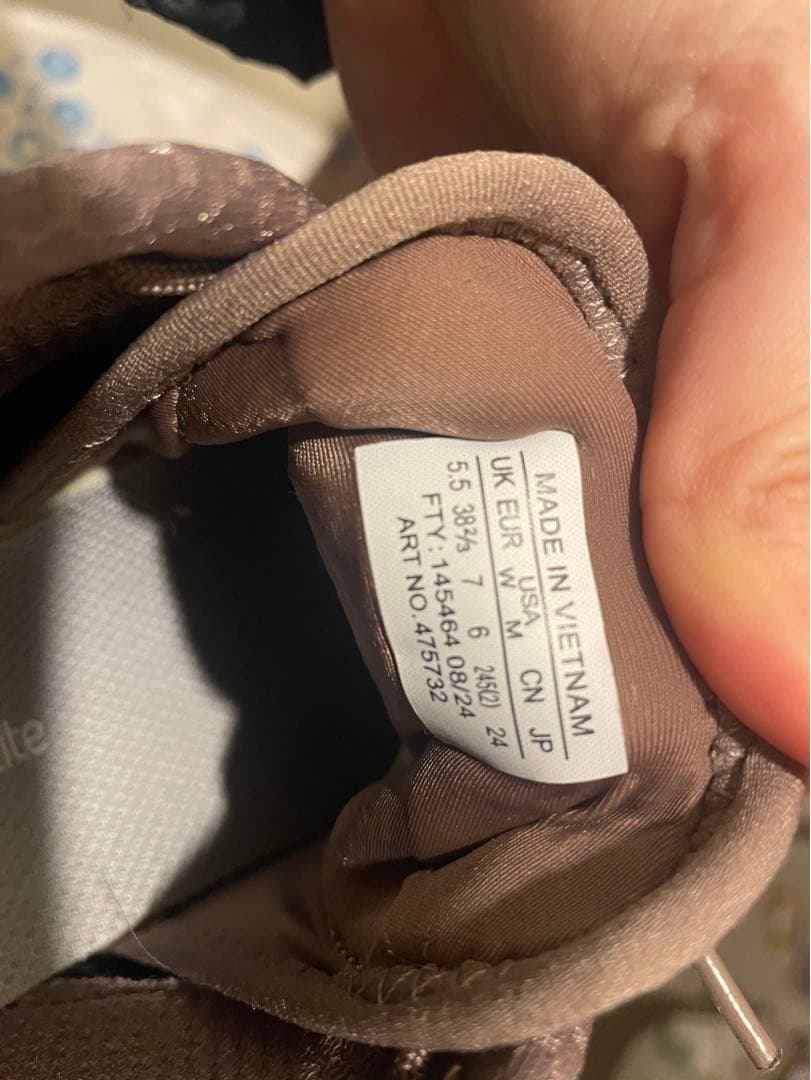 MADE IN VIETNAM
USA
UK EUR W M CN JP
5.5 38⅔ 7 6 245(2) 24
FTY: 145464 08/24
ART NO. 475732
lite